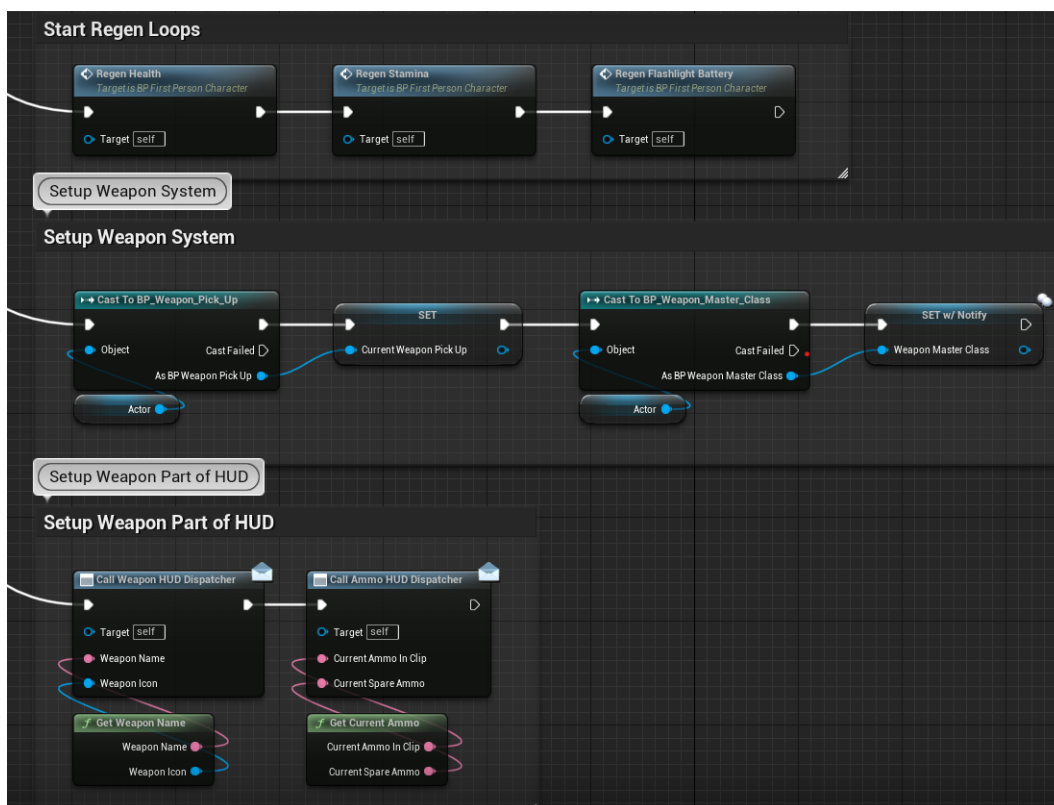 Start Regen Loops
Regen Health
Target is BP First Person Character
Target self
Regen Stamina
Target is BP First Person Character
Target self
Regen Flashlight Battery
Target is BP First Person Character
Target self
Setup Weapon System
Setup Weapon System
Cast To BP_Weapon_Pick_Up
Object Cast Failed
As BP Weapon Pick Up
Actor
SET
Current Weapon Pick Up
Cast To BP_Weapon_Master_Class
Object Cast Failed
As BP Weapon Master Class
Actor
SET w/ Notify
Weapon Master Class
Setup Weapon Part of HUD
Setup Weapon Part of HUD
Call Weapon HUD Dispatcher
Target self
Weapon Name
Weapon Icon
f Get Weapon Name
Weapon Name
Weapon Icon
Call Ammo HUD Dispatcher
Target self
Current Ammo In Clip
Current Spare Ammo
f Get Current Ammo
Current Ammo In Clip
Current Spare Ammo